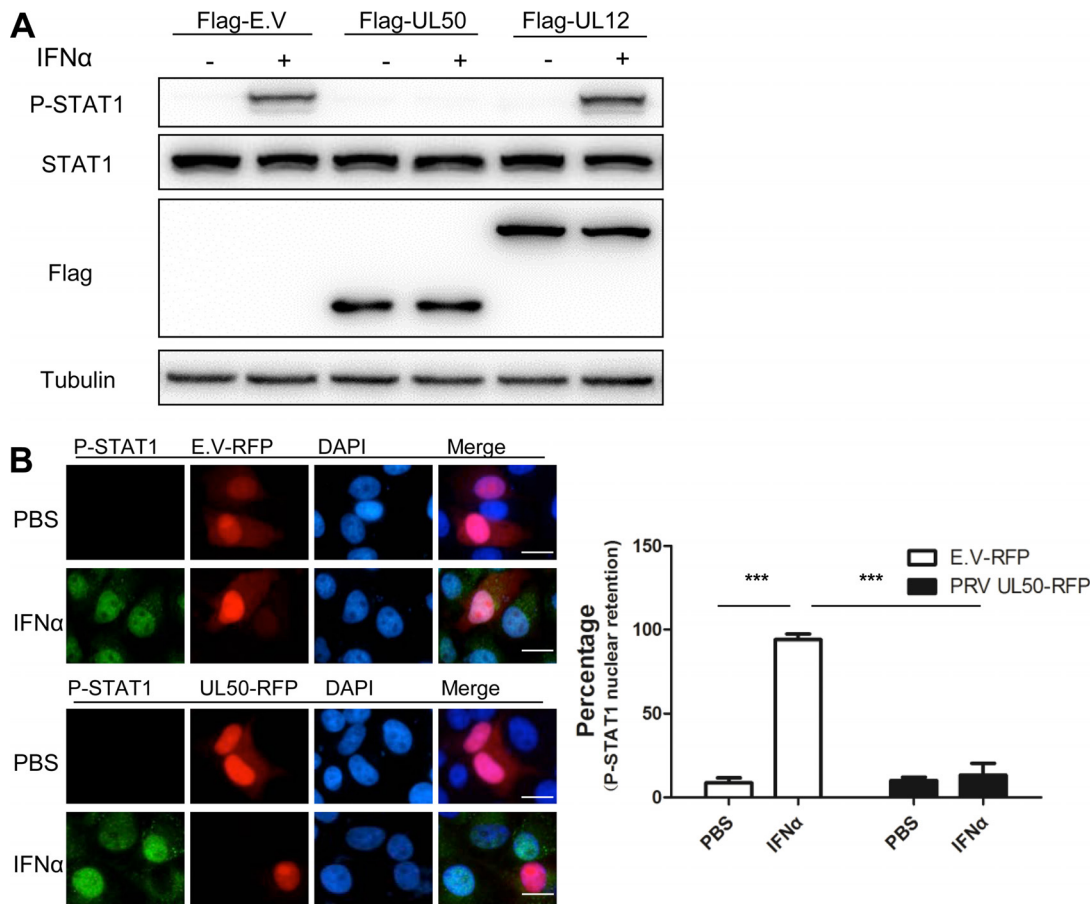 A
Flag-E.V Flag-UL50 Flag-UL12
IFNα - + - + - +
P-STAT1
STAT1
Flag
Tubulin
B
P-STAT1 E.V-RFP DAPI Merge
PBS
IFNα
P-STAT1 UL50-RFP DAPI Merge
PBS
IFNα
Percentage
(P-STAT1 nuclear retention)
150
100
50
0
*** ***
E.V-RFP
PRV UL50-RFP
PBS IFNα PBS IFNα